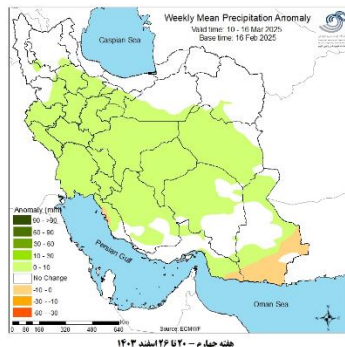 Weekly Mean Precipitation Anomaly
Valid time: 10 - 16 Mar 2025
Base time: 16 Feb 2025
Caspian Sea
Anomaly (mm)
90 - >90
60 - 90
30 - 60
10 - 30
0 - 10
No Change
-10 - 0
-30 - -10
-60 - -30
Persian Gulf
Oman Sea
Source: ECMWF
هفته چهارم - ۲۰ تا ۲۶ اسفند ۱۴۰۳